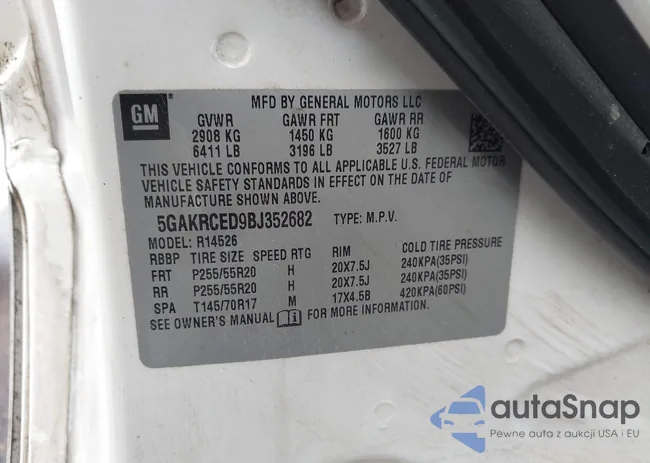 GM
MFD BY GENERAL MOTORS LLC
GVWR GAWR FRT GAWR RR
2908 KG 1450 KG 1600 KG
6411 LB 3196 LB 3527 LB
THIS VEHICLE CONFORMS TO ALL APPLICABLE U.S. FEDERAL MOTOR
VEHICLE SAFETY STANDARDS IN EFFECT ON THE DATE OF
MANUFACTURE SHOWN ABOVE.
5GAKRCED9BJ352682 TYPE: M.P.V.
MODEL: R14526
RBBP TIRE SIZE SPEED RTG RIM COLD TIRE PRESSURE
FRT P255/55R20 H 20X7.5J 240KPA(35PSI)
RR P255/55R20 H 20X7.5J 240KPA(35PSI)
SPA T145/70R17 M 17X4.5B 420KPA(60PSI)
SEE OWNER'S MANUAL FOR MORE INFORMATION.
autaSnap
Pewne auta z aukcji USA i EU